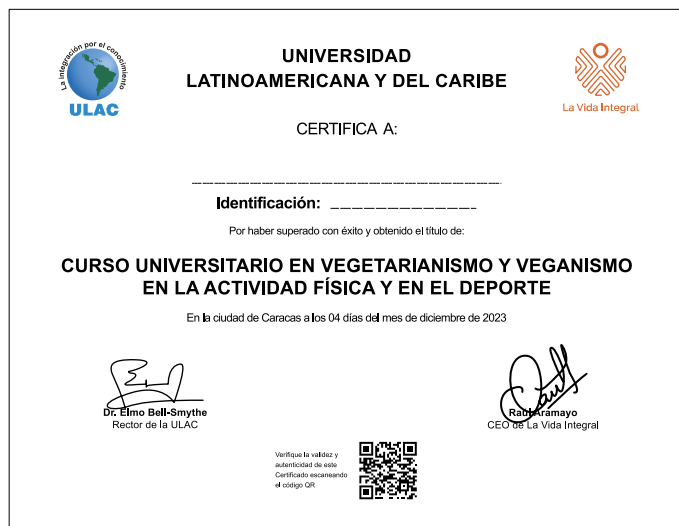 La integración por el conocimiento
ULAC
UNIVERSIDAD
LATINOAMERICANA Y DEL CARIBE
La Vida Integral
CERTIFICA A:
Identificación:
Por haber superado con éxito y obtenido el título de:
CURSO UNIVERSITARIO EN VEGETARIANISMO Y VEGANISMO
EN LA ACTIVIDAD FÍSICA Y EN EL DEPORTE
En la ciudad de Caracas a los 04 días del mes de diciembre de 2023
Dr. Elmo Bell-Smythe
Rector de la ULAC
Raúl Aramayo
CEO de La Vida Integral
Verifique la validez y
autenticidad de este
Certificado escaneando
el código QR